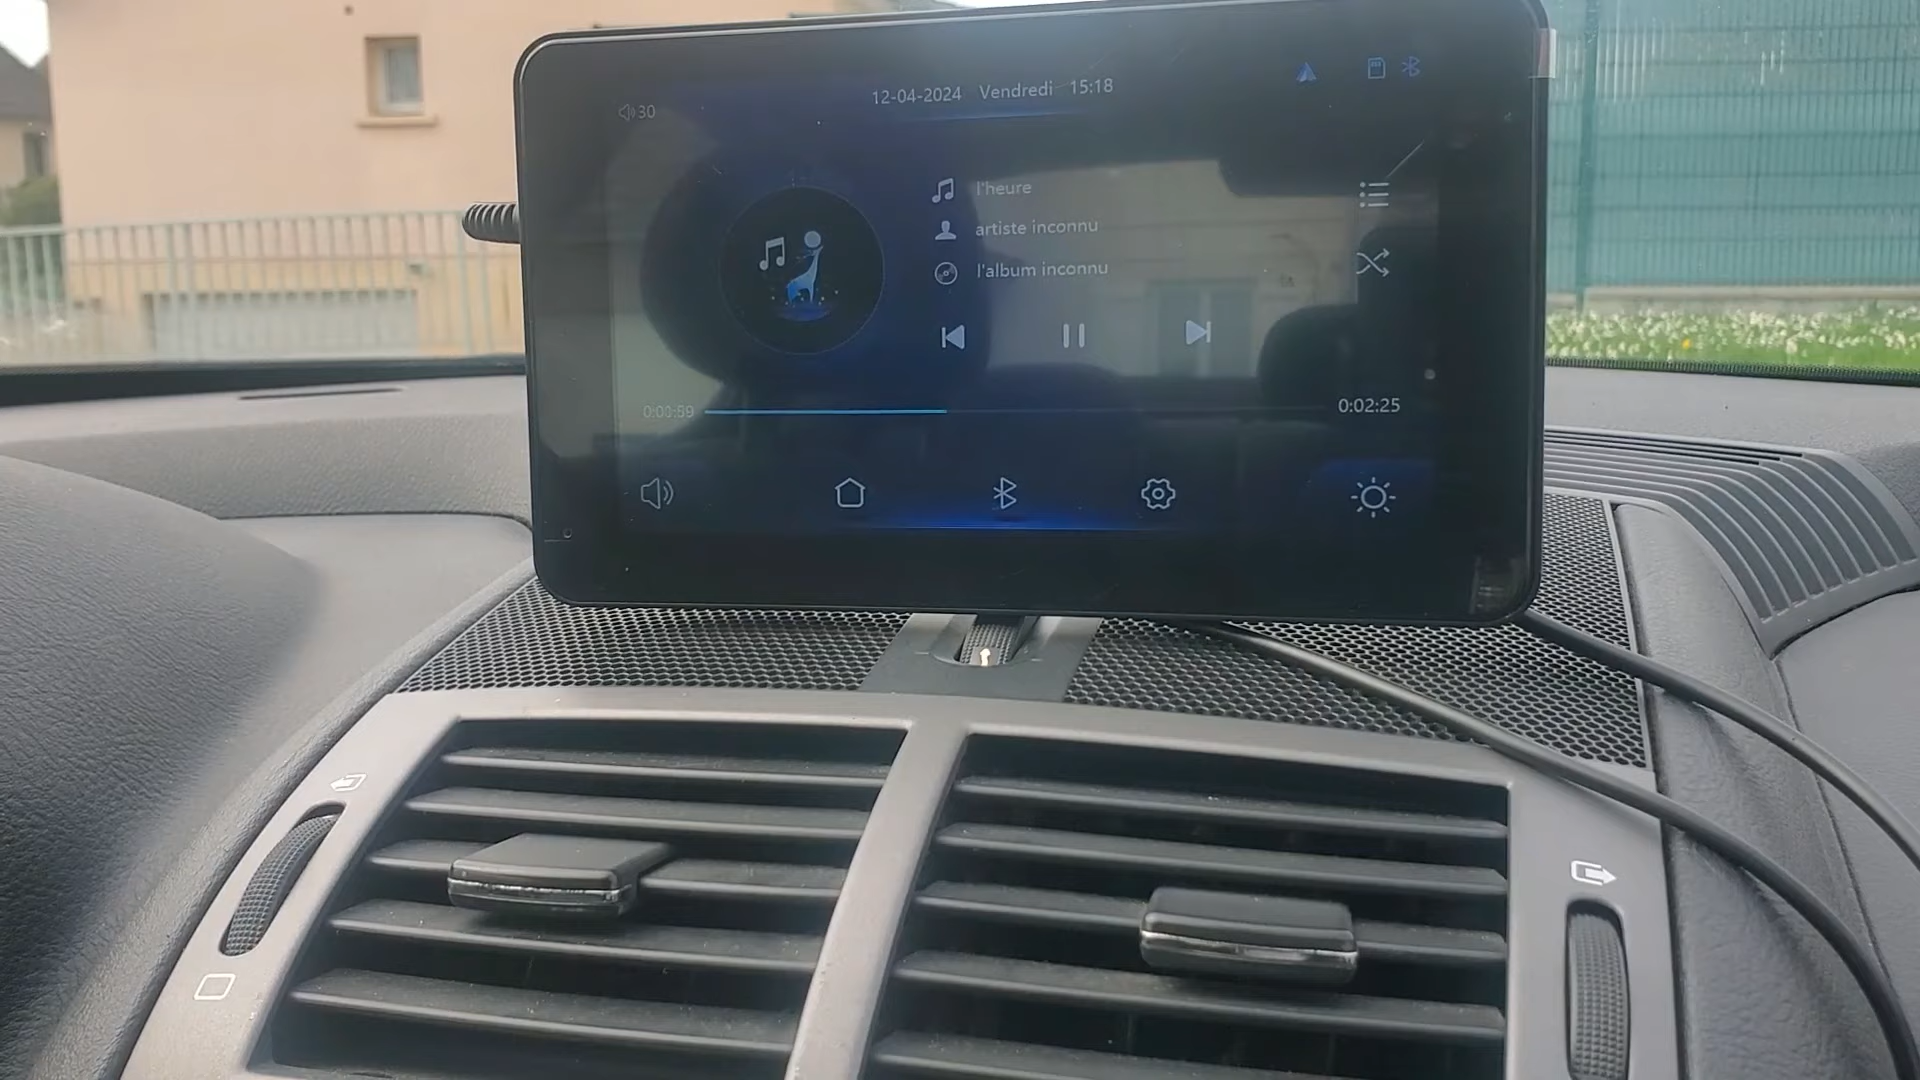 12-04-2024 Vendredi 15:18
30
l'heure
artiste inconnu
l'album inconnu
0:00:59 0:02:25